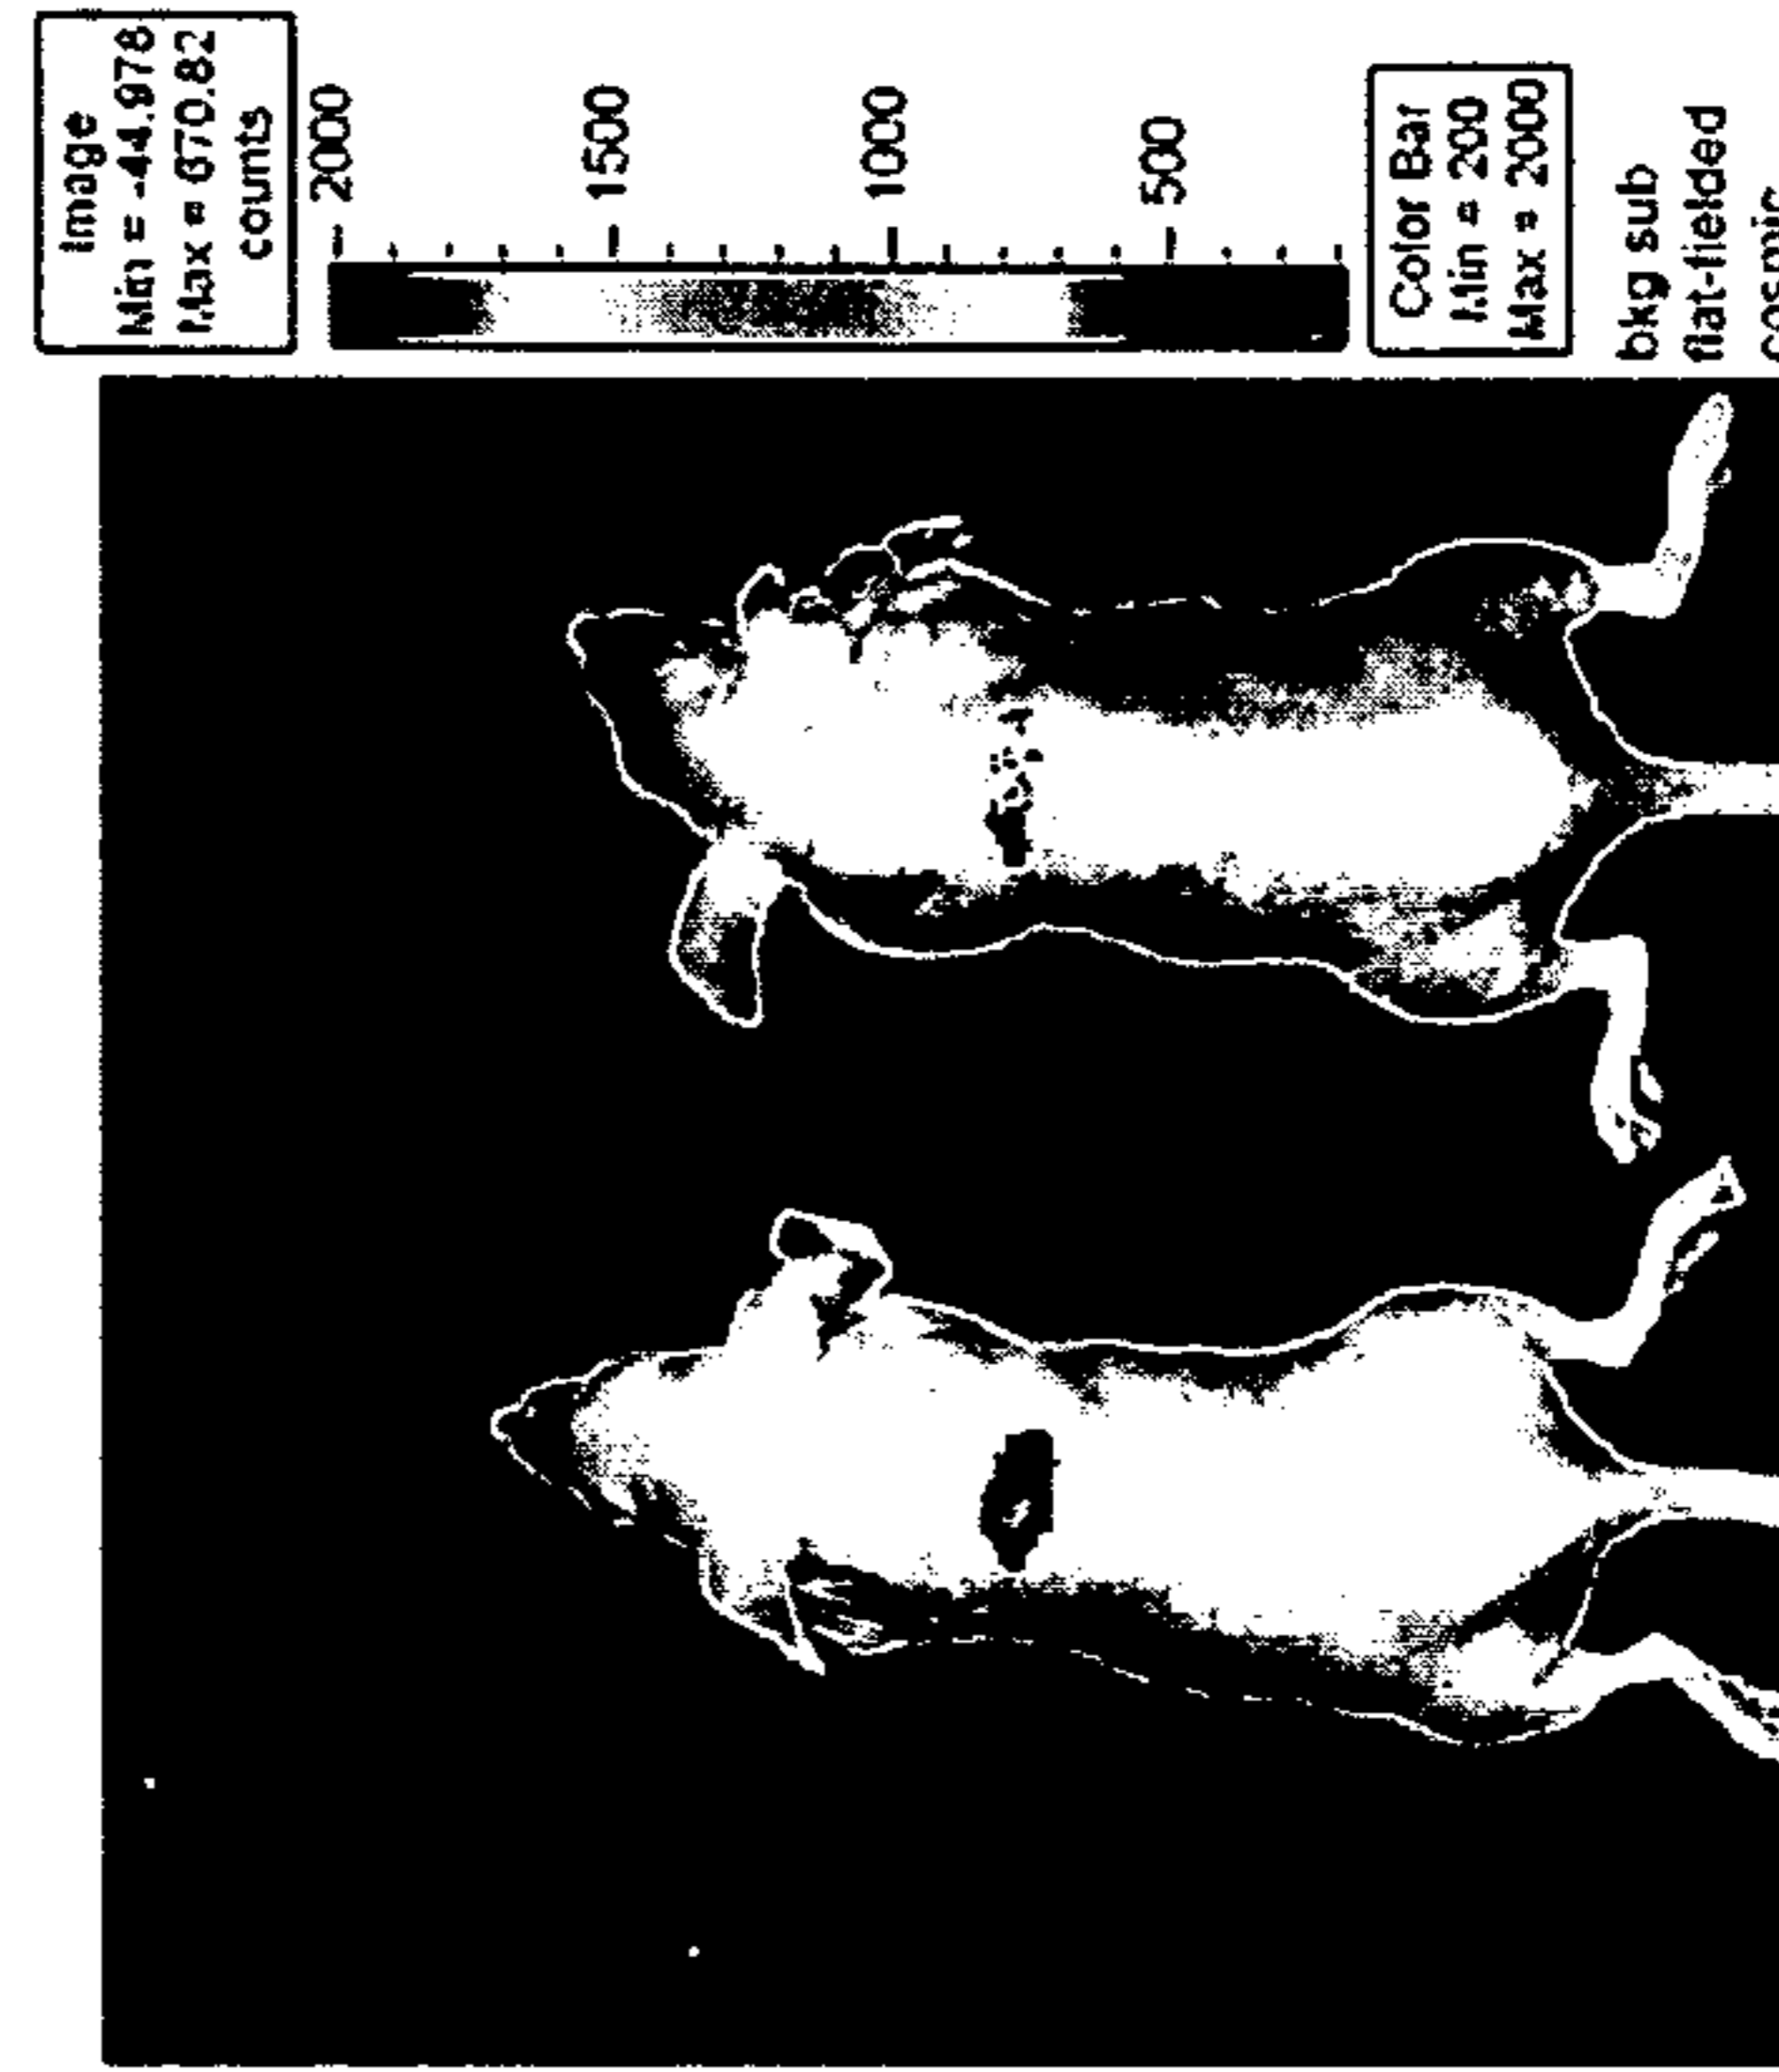 Image
Min = -44.978
Max = 670.82
counts
2000
1500
1000
500
Color Bar
Min = 200
Max = 2000
bkg sub
flat-fielded
cosmic